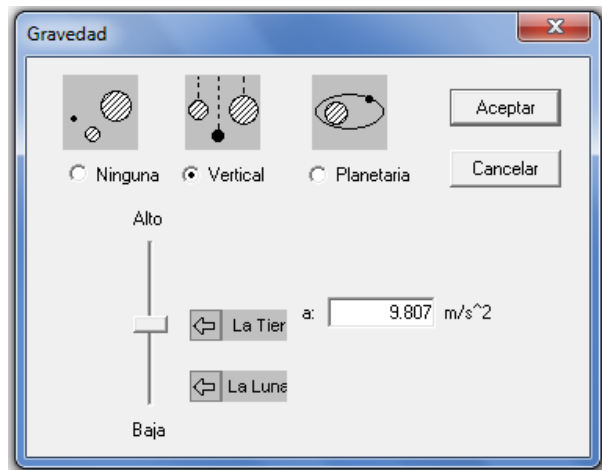 Gravedad
Aceptar
Ninguna Vertical Planetaria Cancelar
Alto
La Tier a: 9.807 m/s^2
La Luna
Baja